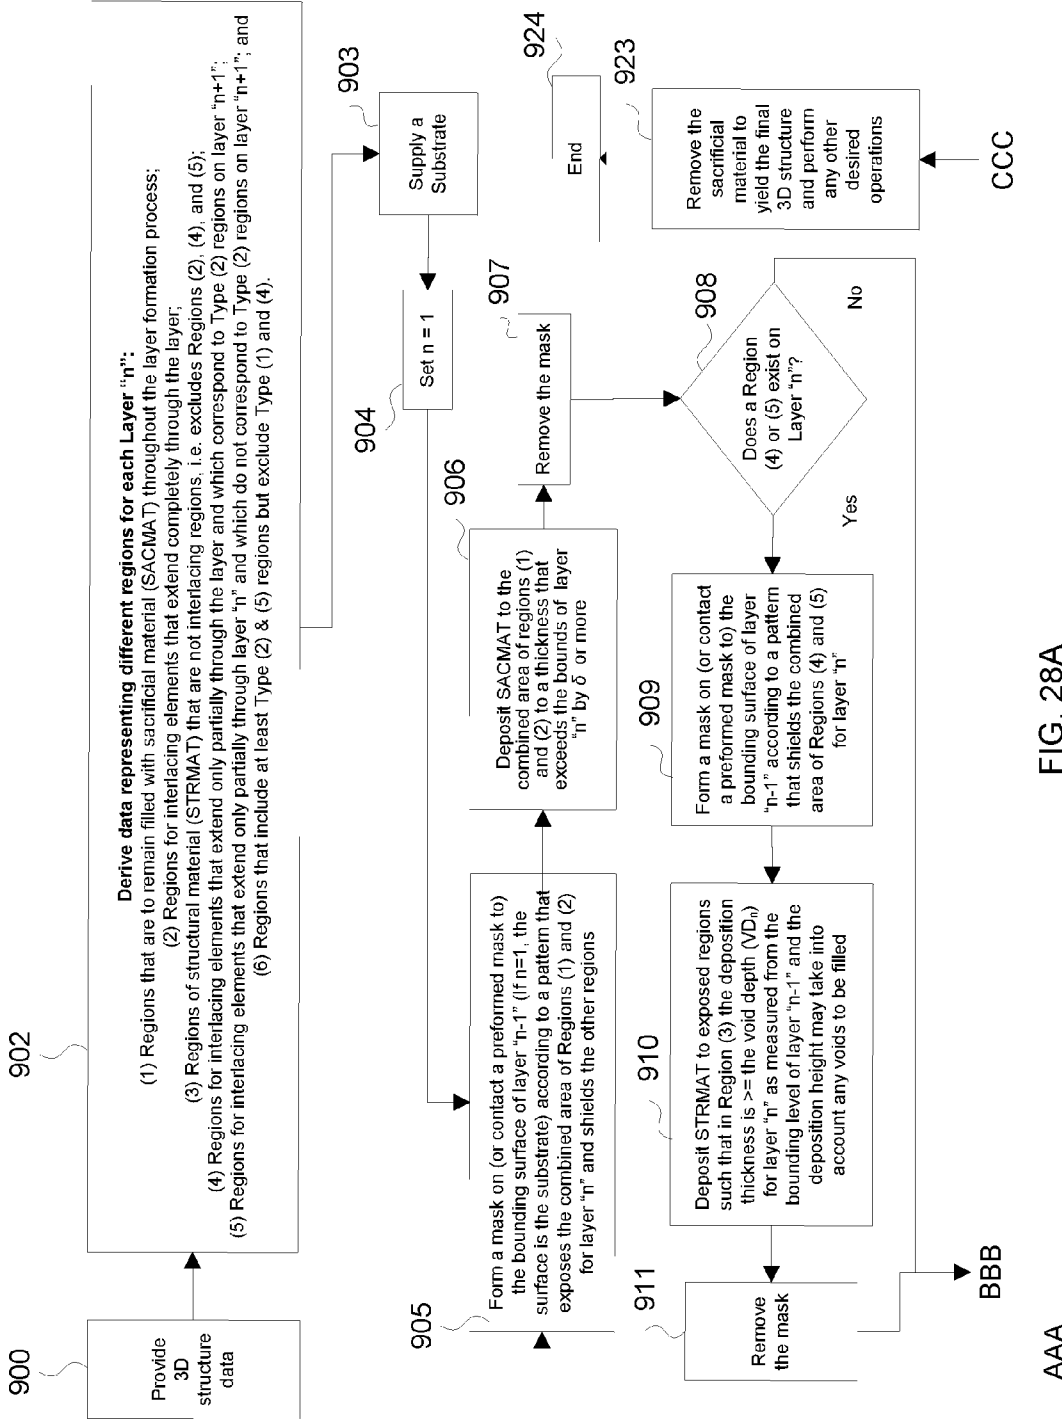 900
Provide
3D
structure
data
902
Derive data representing different regions for each Layer “n”:
(1) Regions that are to remain filled with sacrificial material (SACMAT) throughout the layer formation process;
(2) Regions for interlacing elements that extend completely through the layer;
(3) Regions of structural material (STRMAT) that are not interlacing regions, i.e. excludes Regions (2), (4), and (5);
(4) Regions for interlacing elements that extend only partially through the layer and which correspond to Type (2) regions on layer “n+1”;
(5) Regions for interlacing elements that extend only partially through layer “n” and which do not correspond to Type (2) regions on layer “n+1”; and
(6) Regions that include at least Type (2) & (5) regions but exclude Type (1) and (4).
903
Supply a
Substrate
904
Set n = 1
905
Form a mask on (or contact a preformed mask to)
the bounding surface of layer “n-1” (If n=1, the
surface is the substrate) according to a pattern that
exposes the combined area of Regions (1) and (2)
for layer “n” and shields the other regions
906
Deposit SACMAT to the
combined area of regions (1)
and (2) to a thickness that
exceeds the bounds of layer
“n” by δ or more
907
Remove the mask
908
Does a Region
(4) or (5) exist on
Layer “n”?
Yes
No
909
Form a mask on (or contact
a preformed mask to) the
bounding surface of layer
“n-1” according to a pattern
that shields the combined
area of Regions (4) and (5)
for layer “n”
910
Deposit STRMAT to exposed regions
such that in Region (3) the deposition
thickness is >= the void depth (VDn)
for layer “n” as measured from the
bounding level of layer “n-1” and the
deposition height may take into
account any voids to be filled
911
Remove
the mask
BBB
AAA
CCC
923
Remove the
sacrificial
material to
yield the final
3D structure
and perform
any other
desired
operations
924
End
FIG. 28A